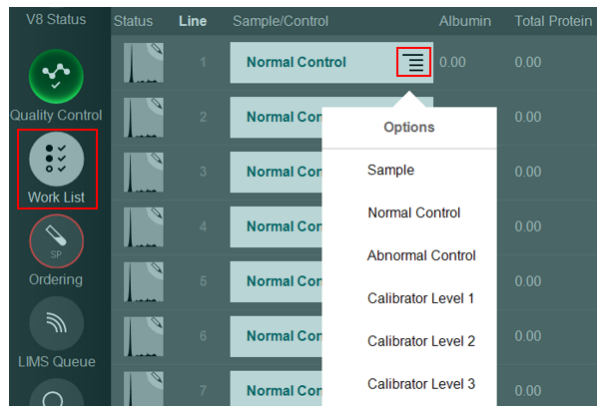 V8 Status
Status Line Sample/Control Albumin Total Protein
1 Normal Control 0.00 0.00
Quality Control
2 Normal Con 0.00
Options
3 Normal Con Sample 0.00
Work List
4 Normal Con Normal Control 0.00
SP
Abnormal Control
Ordering
5 Normal Con Calibrator Level 1 0.00
6 Normal Con Calibrator Level 2 0.00
LIMS Queue
7 Normal Con Calibrator Level 3 0.00